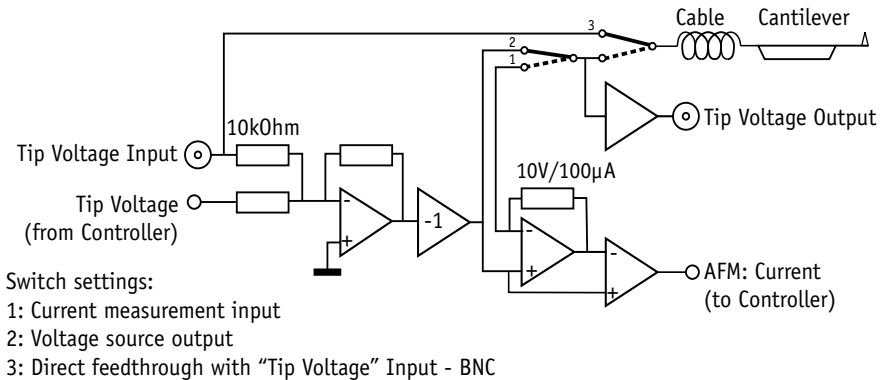 Cable Cantilever
3
2
1
Tip Voltage Output
10kOhm
Tip Voltage Input
10V/100µA
Tip Voltage
(from Controller)
-
+
-1
-
+
-
+
AFM: Current
(to Controller)
Switch settings:
1: Current measurement input
2: Voltage source output
3: Direct feedthrough with “Tip Voltage” Input - BNC